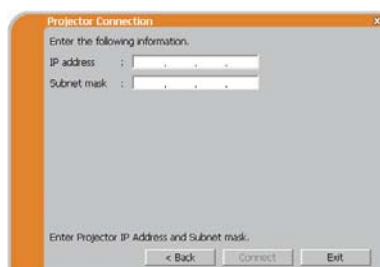 Projector Connection
x
Enter the following information.
IP address : . . .
Subnet mask : . . .
Enter Projector IP Address and Subnet mask.
< Back Connect Exit